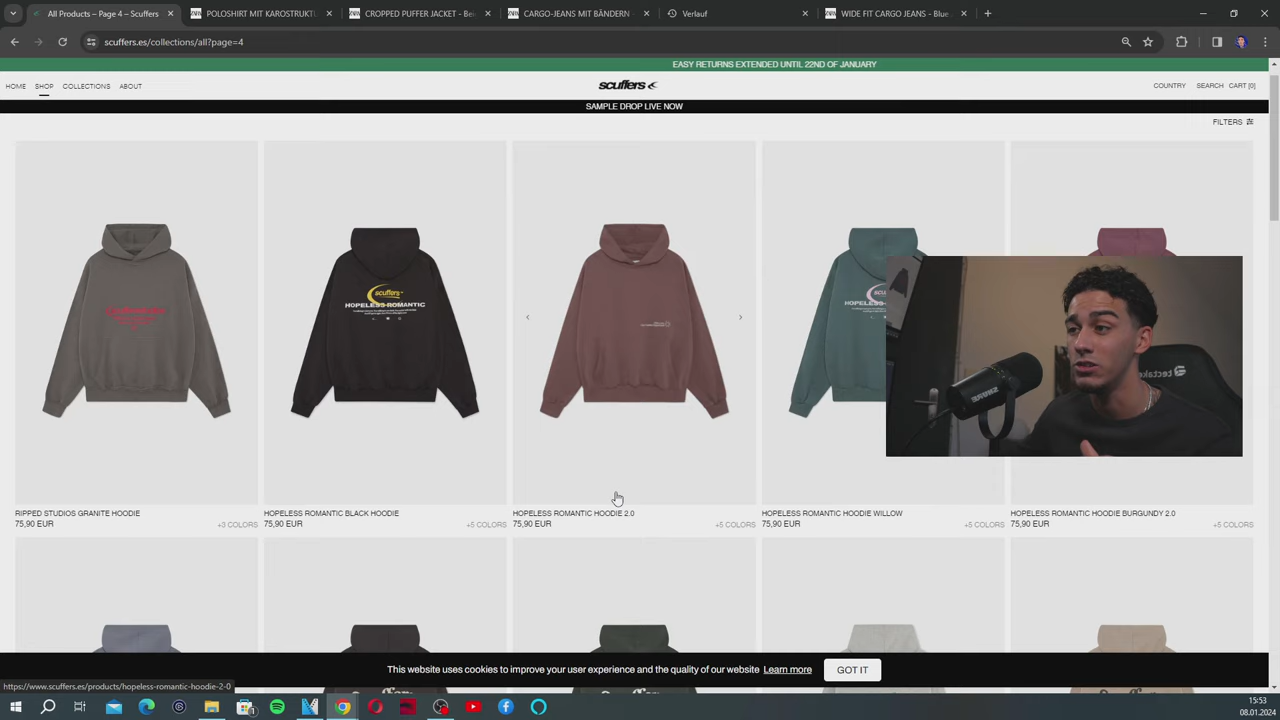 All Products – Page 4 – Scuffers
POLOSHIRT MIT KAROSTRUKT
CROPPED PUFFER JACKET - Bei
CARGO-JEANS MIT BÄNDERN -
Verlauf
WIDE FIT CARGO JEANS - Blue
scuffers.es/collections/all?page=4
EASY RETURNS EXTENDED UNTIL 22ND OF JANUARY
HOME SHOP COLLECTIONS ABOUT
scuffers
COUNTRY SEARCH CART [0]
SAMPLE DROP LIVE NOW
FILTERS
scuffers
HOPELESS ROMANTIC
SHURE
tectake
RIPPED STUDIOS GRANITE HOODIE
75,90 EUR +3 COLORS
HOPELESS ROMANTIC BLACK HOODIE
75,90 EUR +5 COLORS
HOPELESS ROMANTIC HOODIE 2.0
75,90 EUR +5 COLORS
HOPELESS ROMANTIC HOODIE WILLOW
75,90 EUR +5 COLORS
HOPELESS ROMANTIC HOODIE BURGUNDY 2.0
75,90 EUR +5 COLORS
This website uses cookies to improve your user experience and the quality of our website Learn more GOT IT
https://www.scuffers.es/products/hopeless-romantic-hoodie-2-0
15:53
08.01.2024